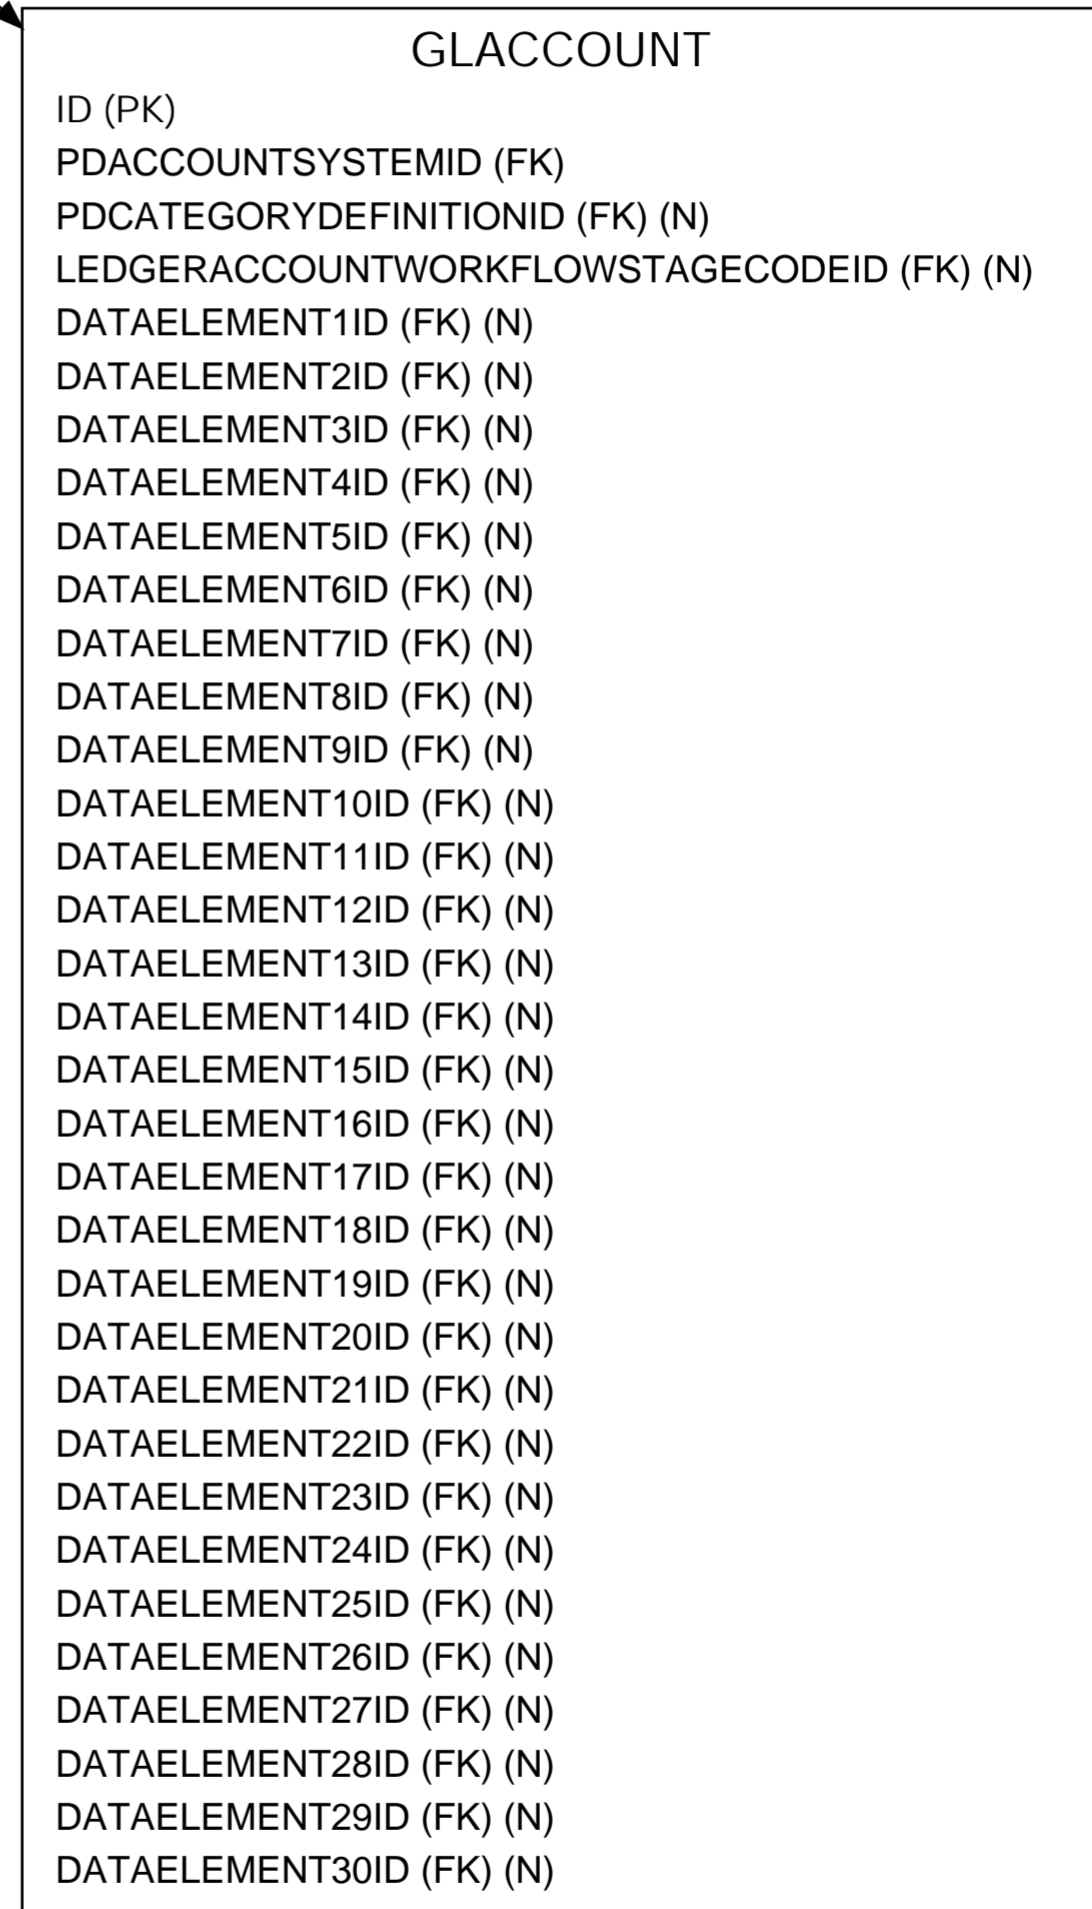 GLACCOUNT
ID (PK)
PDACCOUNTSYSTEMID (FK)
PDCATEGORYDEFINITIONID (FK) (N)
LEDGERACCOUNTWORKFLOWSTAGECODEID (FK) (N)
DATAELEMENT1ID (FK) (N)
DATAELEMENT2ID (FK) (N)
DATAELEMENT3ID (FK) (N)
DATAELEMENT4ID (FK) (N)
DATAELEMENT5ID (FK) (N)
DATAELEMENT6ID (FK) (N)
DATAELEMENT7ID (FK) (N)
DATAELEMENT8ID (FK) (N)
DATAELEMENT9ID (FK) (N)
DATAELEMENT10ID (FK) (N)
DATAELEMENT11ID (FK) (N)
DATAELEMENT12ID (FK) (N)
DATAELEMENT13ID (FK) (N)
DATAELEMENT14ID (FK) (N)
DATAELEMENT15ID (FK) (N)
DATAELEMENT16ID (FK) (N)
DATAELEMENT17ID (FK) (N)
DATAELEMENT18ID (FK) (N)
DATAELEMENT19ID (FK) (N)
DATAELEMENT20ID (FK) (N)
DATAELEMENT21ID (FK) (N)
DATAELEMENT22ID (FK) (N)
DATAELEMENT23ID (FK) (N)
DATAELEMENT24ID (FK) (N)
DATAELEMENT25ID (FK) (N)
DATAELEMENT26ID (FK) (N)
DATAELEMENT27ID (FK) (N)
DATAELEMENT28ID (FK) (N)
DATAELEMENT29ID (FK) (N)
DATAELEMENT30ID (FK) (N)